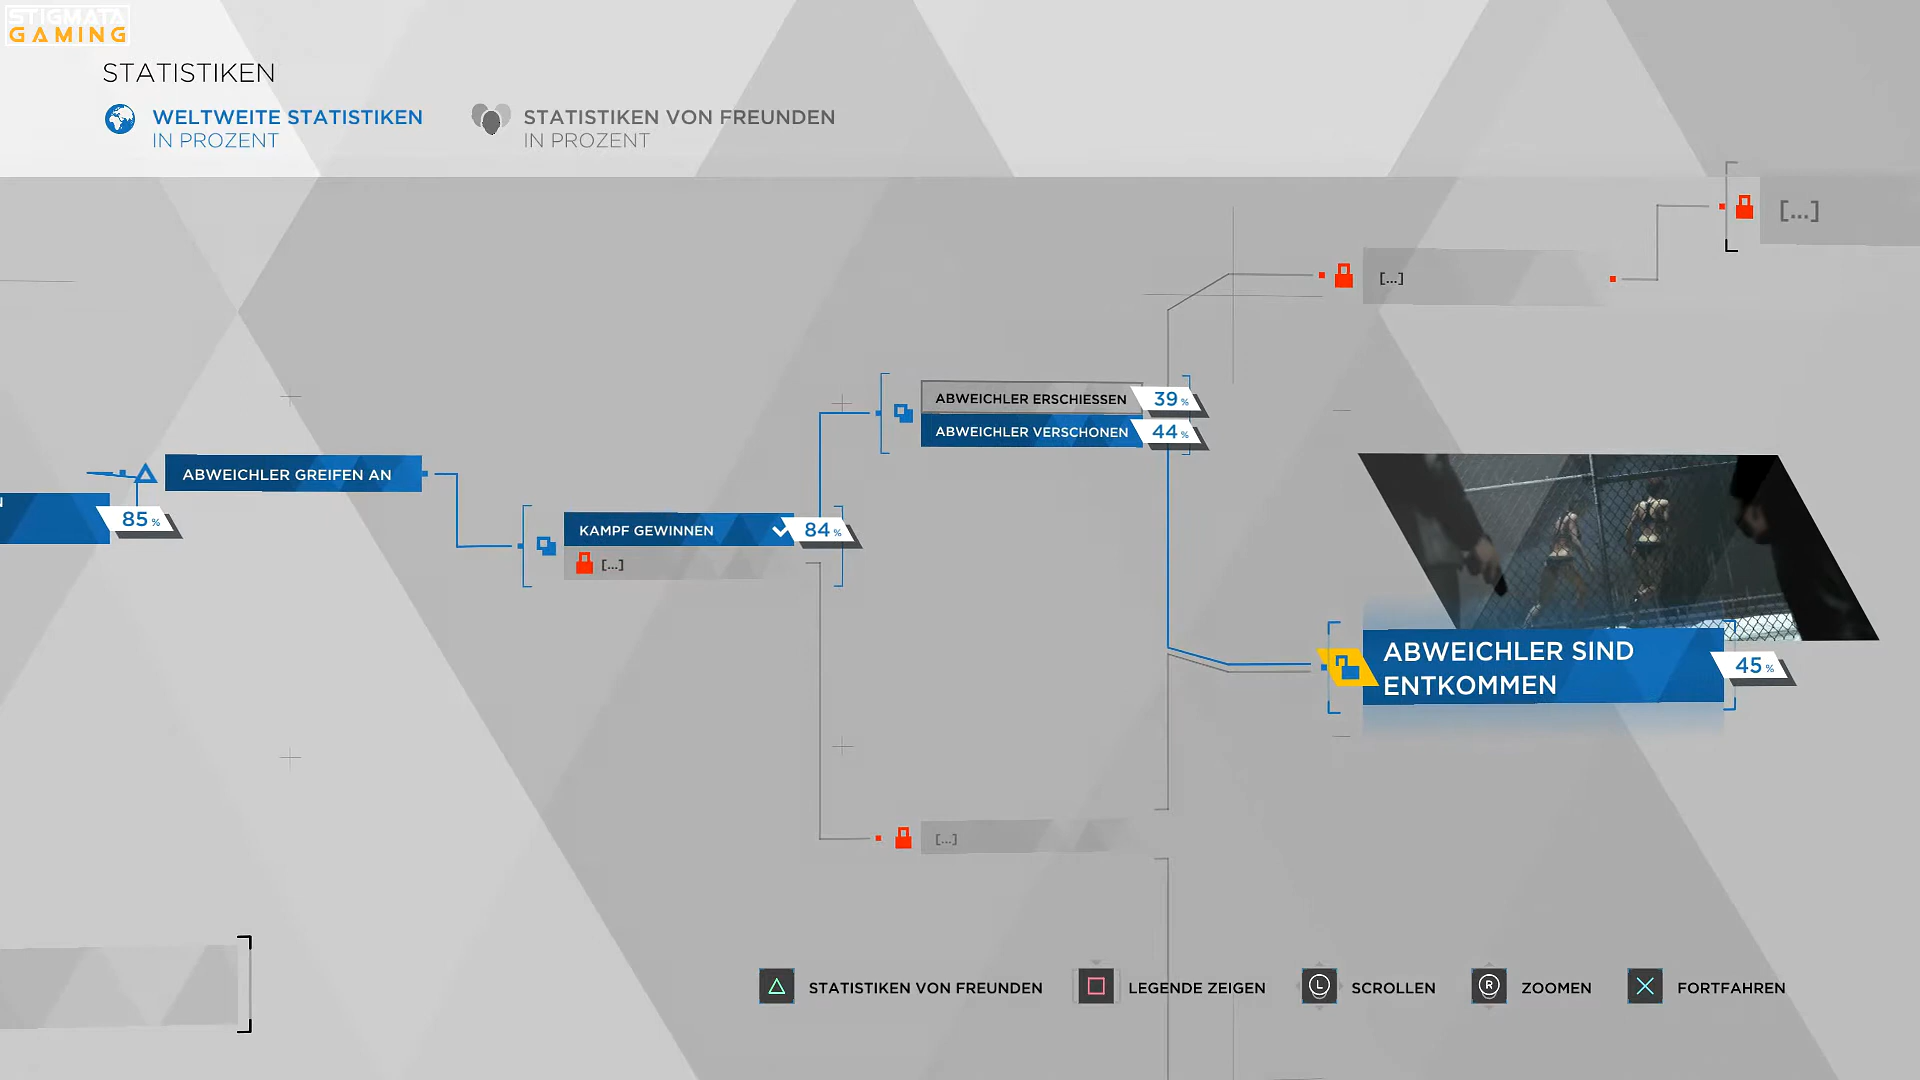 STIGMATA
GAMING
STATISTIKEN
WELTWEITE STATISTIKEN
IN PROZENT
STATISTIKEN VON FREUNDEN
IN PROZENT
[...]
[...]
ABWEICHLER ERSCHIESSEN 39 %
ABWEICHLER VERSCHONEN 44 %
ABWEICHLER GREIFEN AN
85 %
KAMPF GEWINNEN 84 %
[...]
ABWEICHLER SIND
ENTKOMMEN
45 %
[...]
STATISTIKEN VON FREUNDEN
LEGENDE ZEIGEN
L SCROLLEN
R ZOOMEN
FORTFAHREN